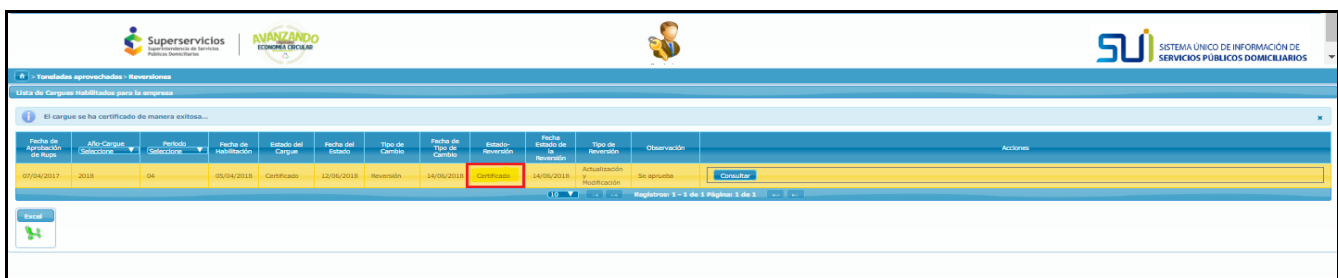 Superservicios
Superintendencia de Servicios
Públicos Domiciliarios
AVANZANDO
ECONOMÍA CIRCULAR
SUI
SISTEMA ÚNICO DE INFORMACIÓN DE
SERVICIOS PÚBLICOS DOMICILIARIOS
> Toneladas aprovechadas > Reversiones
Lista de Cargues Habilitados para la empresa
El cargue se ha certificado de manera exitosa...
Fecha de Aprobación de Rups Año-Cargue Seleccione Periodo Seleccione Fecha de Habilitación Estado del Cargue Fecha del Estado Tipo de Cambio Fecha de Tipo de Cambio Estado-Reversión Fecha Estado de la Reversión Tipo de Reversión Observación Acciones
07/04/2017 2018 04 05/04/2018 Certificado 12/06/2018 Reversión 14/06/2018 Certificado 14/06/2018 Actualización y Modificación Se aprueba Consultar
10 Registros: 1 - 1 de 1 Página: 1 de 1
Excel